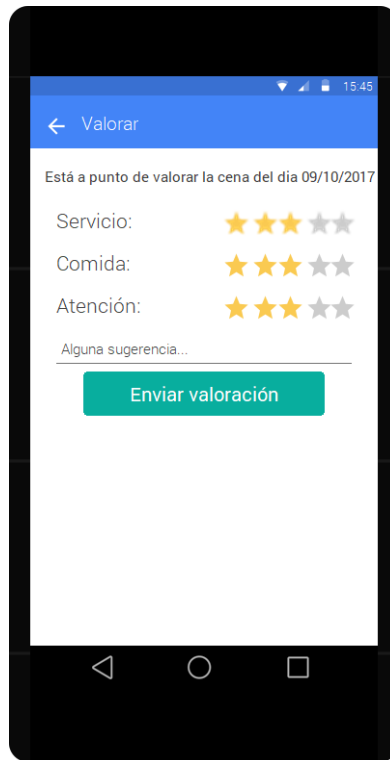 15:45
Valorar
Está a punto de valorar la cena del dia 09/10/2017
Servicio:
Comida:
Atención:
Alguna sugerencia...
Enviar valoración